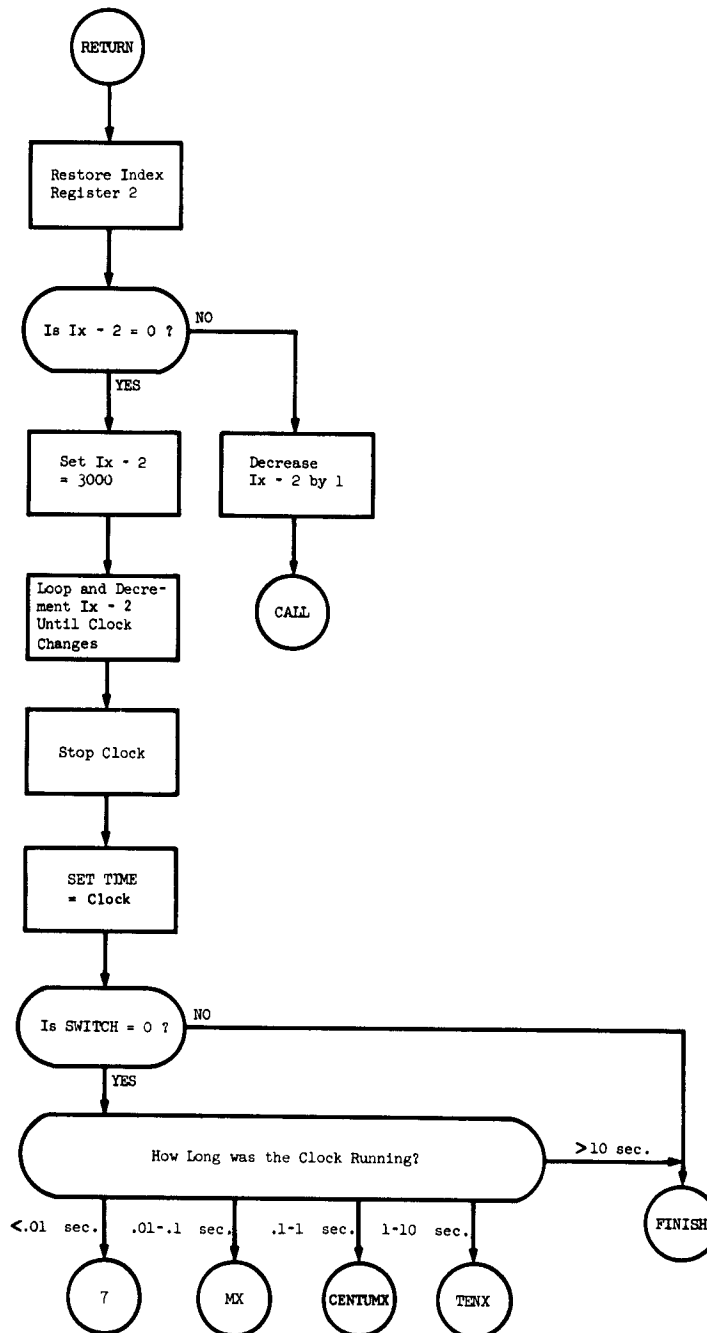 RETURN
Restore Index
Register 2
Is Ix - 2 = 0 ?
NO
YES
Set Ix - 2
= 3000
Decrease
Ix - 2 by 1
Loop and Decre-
ment Ix - 2
Until Clock
Changes
CALL
Stop Clock
SET TIME
= Clock
Is SWITCH = 0 ?
NO
YES
How Long was the Clock Running?
>10 sec.
FINISH
<.01 sec.
.01-.1 sec.
.1-1 sec.
1-10 sec.
7
MX
CENTUMX
TENX